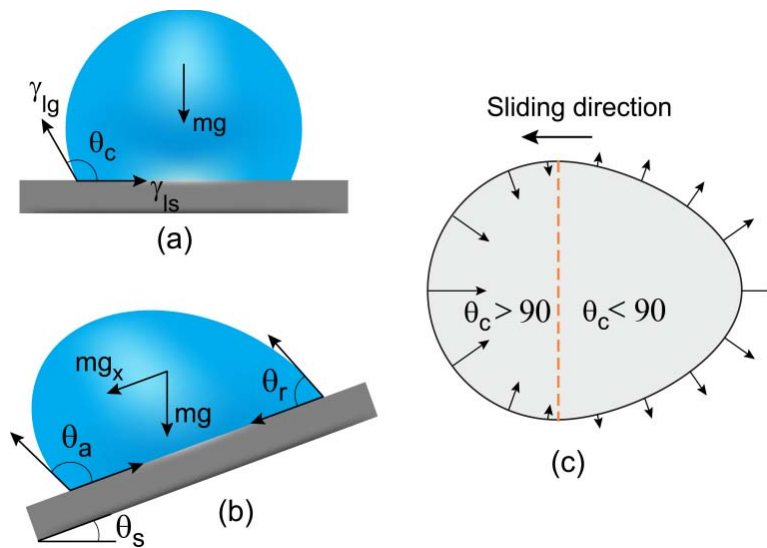 γlg
θc
mg
γls
(a)
mgx
mg
θr
θa
θs
(b)
Sliding direction
θc > 90
θc < 90
(c)